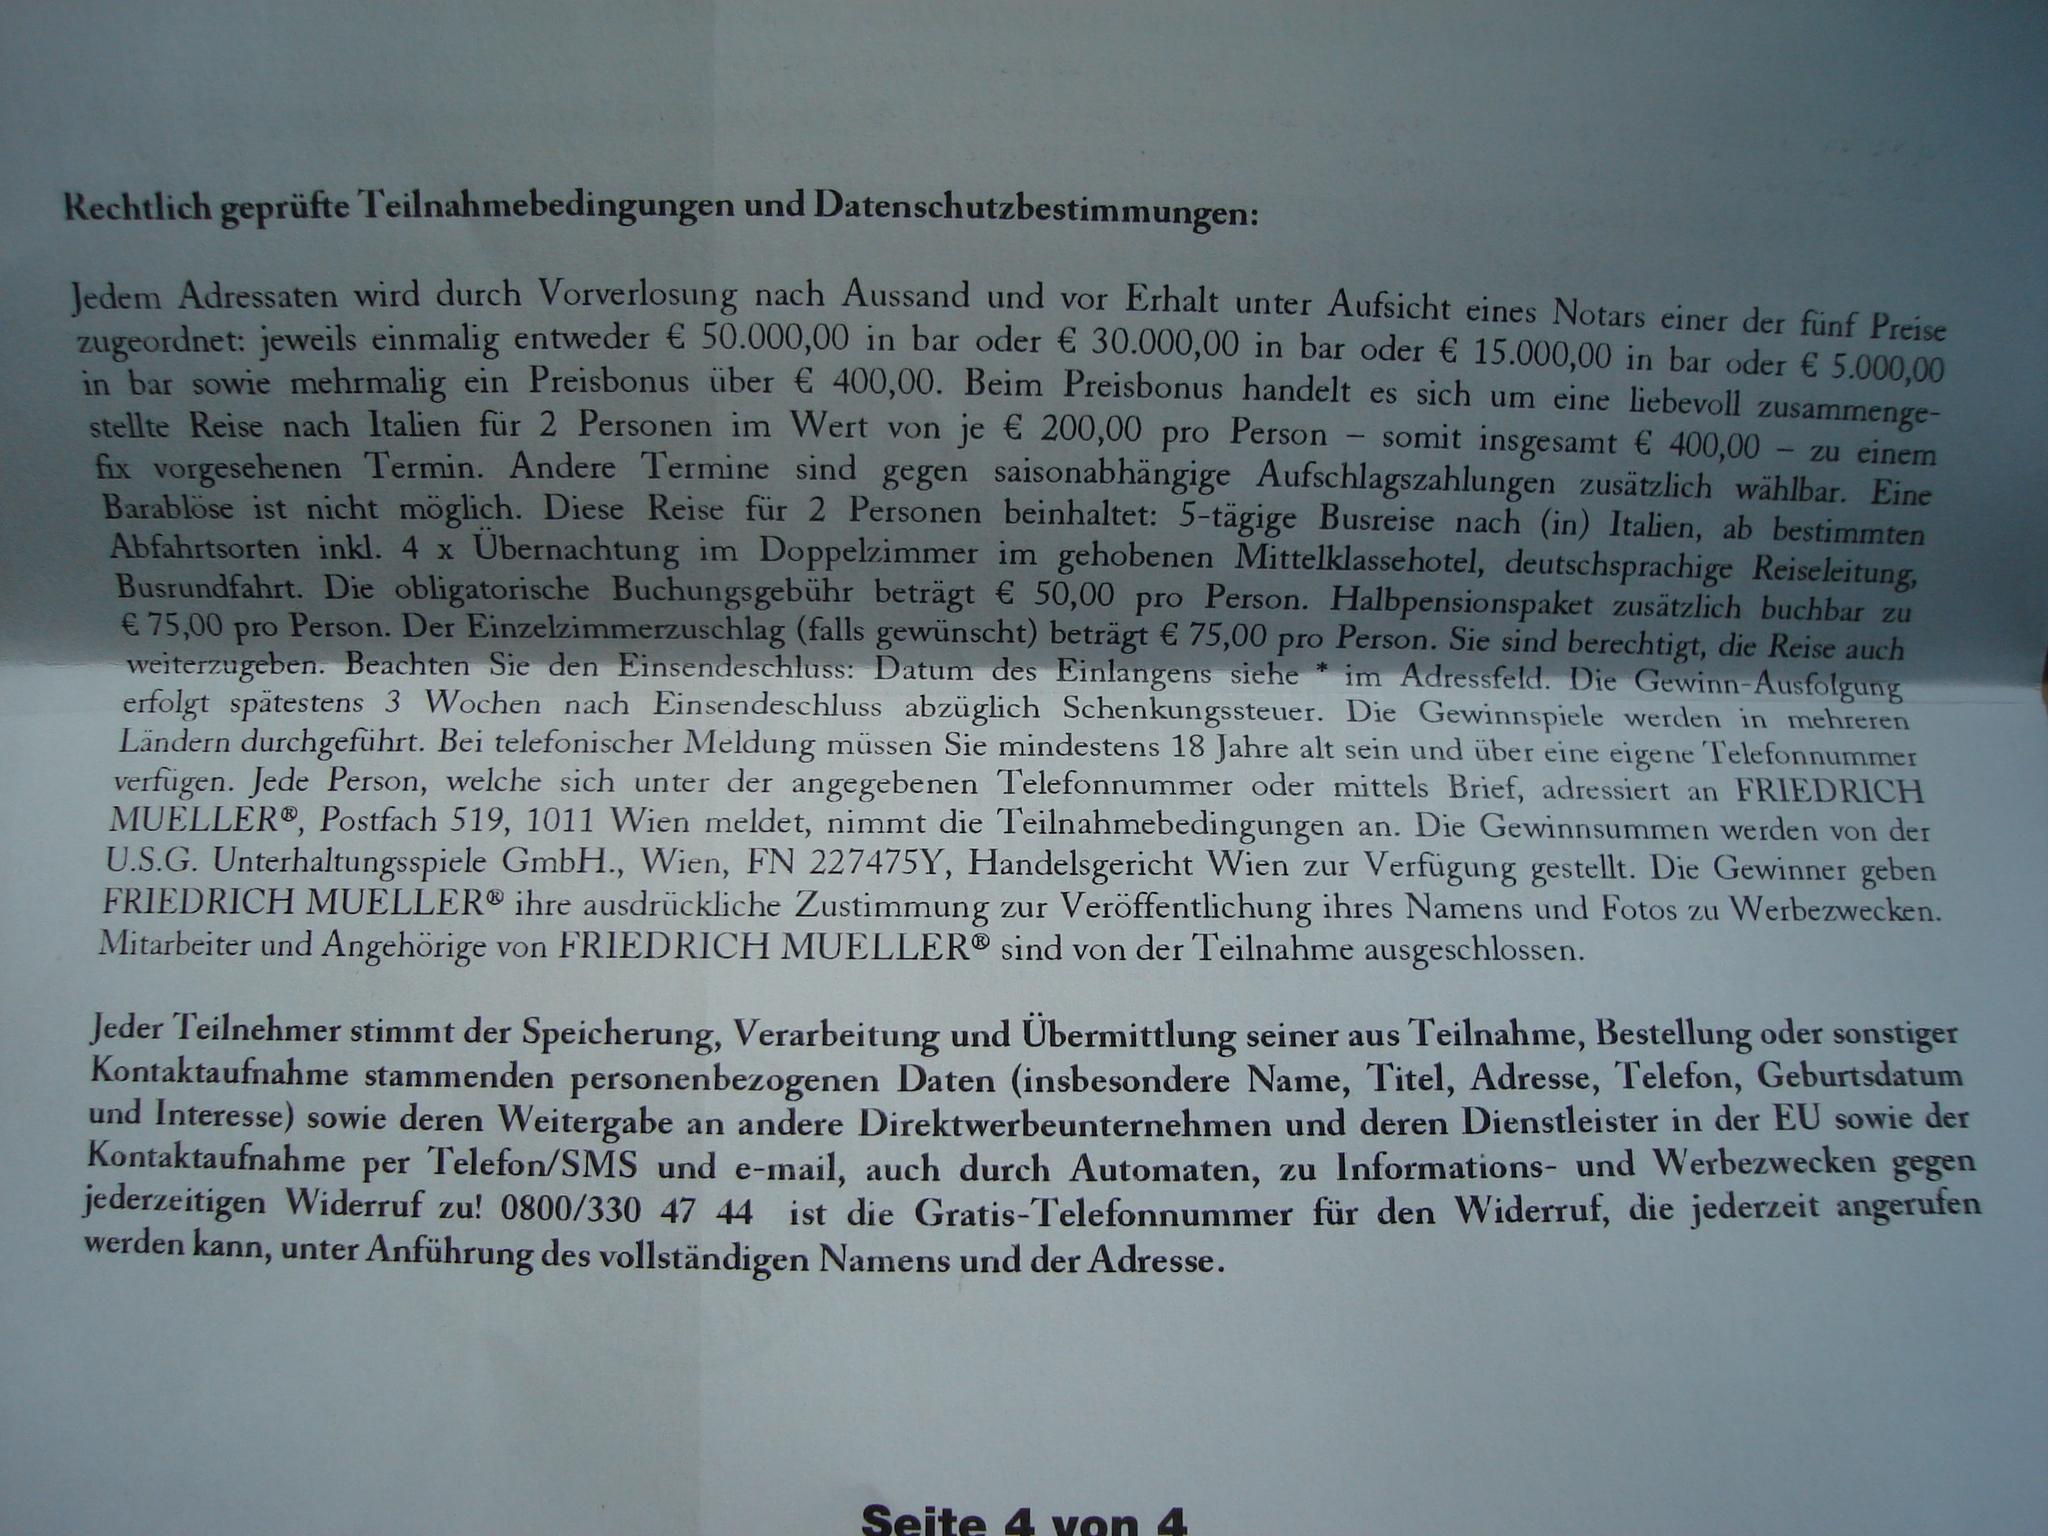 Rechtlich geprüfte Teilnahmebedingungen und Datenschutzbestimmungen:
Jedem Adressaten wird durch Vorverlosung nach Aussand und vor Erhalt unter Aufsicht eines Notars einer der fünf Preise
zugeordnet: jeweils einmalig entweder € 50.000,00 in bar oder € 30.000,00 in bar oder € 15.000,00 in bar oder € 5.000,00
in bar sowie mehrmalig ein Preisbonus über € 400,00. Beim Preisbonus handelt es sich um eine liebevoll zusammenge-
stellte Reise nach Italien für 2 Personen im Wert von je € 200,00 pro Person – somit insgesamt € 400,00 – zu einem
fix vorgesehenen Termin. Andere Termine sind gegen saisonabhängige Aufschlagszahlungen zusätzlich wählbar. Eine
Barablöse ist nicht möglich. Diese Reise für 2 Personen beinhaltet: 5-tägige Busreise nach (in) Italien, ab bestimmten
Abfahrtsorten inkl. 4 x Übernachtung im Doppelzimmer im gehobenen Mittelklassehotel, deutschsprachige Reiseleitung,
Busrundfahrt. Die obligatorische Buchungsgebühr beträgt € 50,00 pro Person. Halbpensionspaket zusätzlich buchbar zu
€ 75,00 pro Person. Der Einzelzimmerzuschlag (falls gewünscht) beträgt € 75,00 pro Person. Sie sind berechtigt, die Reise auch
weiterzugeben. Beachten Sie den Einsendeschluss: Datum des Einlangens siehe * im Adressfeld. Die Gewinn-Ausfolgung
erfolgt spätestens 3 Wochen nach Einsendeschluss abzüglich Schenkungssteuer. Die Gewinnspiele werden in mehreren
Ländern durchgeführt. Bei telefonischer Meldung müssen Sie mindestens 18 Jahre alt sein und über eine eigene Telefonnummer
verfügen. Jede Person, welche sich unter der angegebenen Telefonnummer oder mittels Brief, adressiert an FRIEDRICH
MUELLER®, Postfach 519, 1011 Wien meldet, nimmt die Teilnahmebedingungen an. Die Gewinnsummen werden von der
U.S.G. Unterhaltungsspiele GmbH., Wien, FN 227475Y, Handelsgericht Wien zur Verfügung gestellt. Die Gewinner geben
FRIEDRICH MUELLER® ihre ausdrückliche Zustimmung zur Veröffentlichung ihres Namens und Fotos zu Werbezwecken.
Mitarbeiter und Angehörige von FRIEDRICH MUELLER® sind von der Teilnahme ausgeschlossen.
Jeder Teilnehmer stimmt der Speicherung, Verarbeitung und Übermittlung seiner aus Teilnahme, Bestellung oder sonstiger
Kontaktaufnahme stammenden personenbezogenen Daten (insbesondere Name, Titel, Adresse, Telefon, Geburtsdatum
und Interesse) sowie deren Weitergabe an andere Direktwerbeunternehmen und deren Dienstleister in der EU sowie der
Kontaktaufnahme per Telefon/SMS und e-mail, auch durch Automaten, zu Informations- und Werbezwecken gegen
jederzeitigen Widerruf zu! 0800/330 47 44 ist die Gratis-Telefonnummer für den Widerruf, die jederzeit angerufen
werden kann, unter Anführung des vollständigen Namens und der Adresse.
Seite 4 von 4